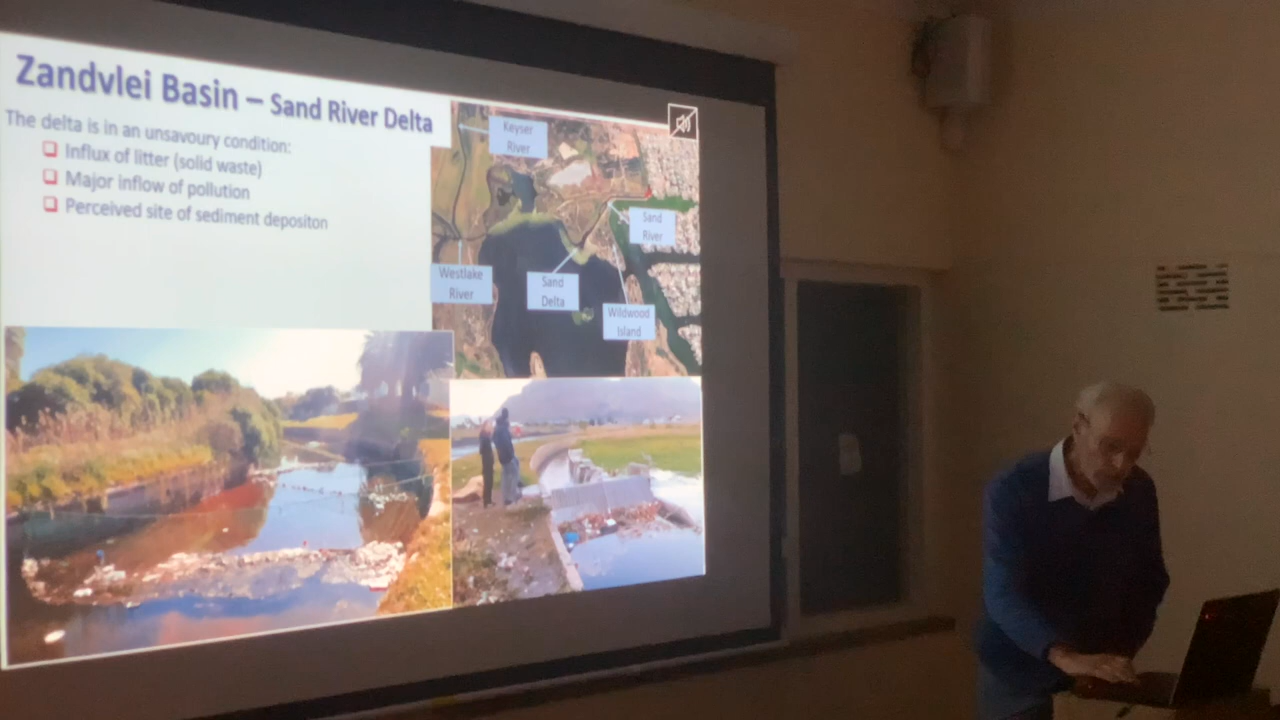 Zandvlei Basin – Sand River Delta
The delta is in an unsavoury condition:
Influx of litter (solid waste)
Major inflow of pollution
Perceived site of sediment depositon
Keyser
River
Sand
River
Westlake
River
Sand
Delta
Wildwood
Island